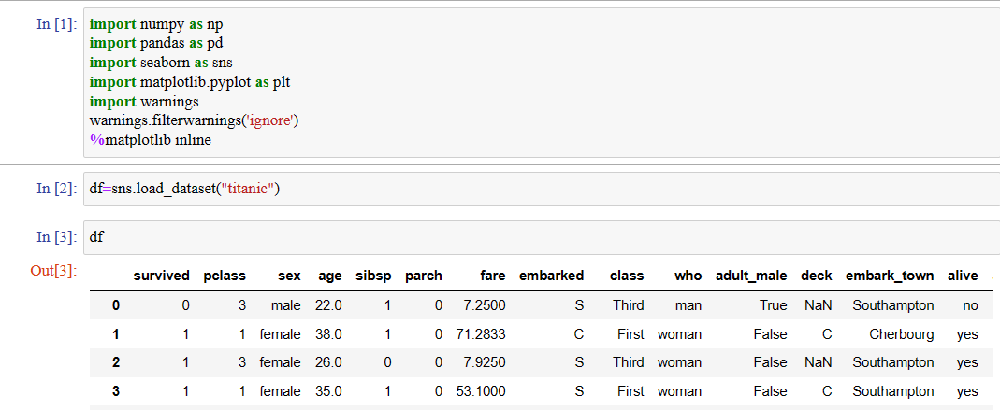 In [1]: import numpy as np
import pandas as pd
import seaborn as sns
import matplotlib.pyplot as plt
import warnings
warnings.filterwarnings('ignore')
%matplotlib inline
In [2]: df=sns.load_dataset("titanic")
In [3]: df
Out[3]:
survived pclass sex age sibsp parch fare embarked class who adult_male deck embark_town alive
0 0 3 male 22.0 1 0 7.2500 S Third man True NaN Southampton no
1 1 1 female 38.0 1 0 71.2833 C First woman False C Cherbourg yes
2 1 3 female 26.0 0 0 7.9250 S Third woman False NaN Southampton yes
3 1 1 female 35.0 1 0 53.1000 S First woman False C Southampton yes